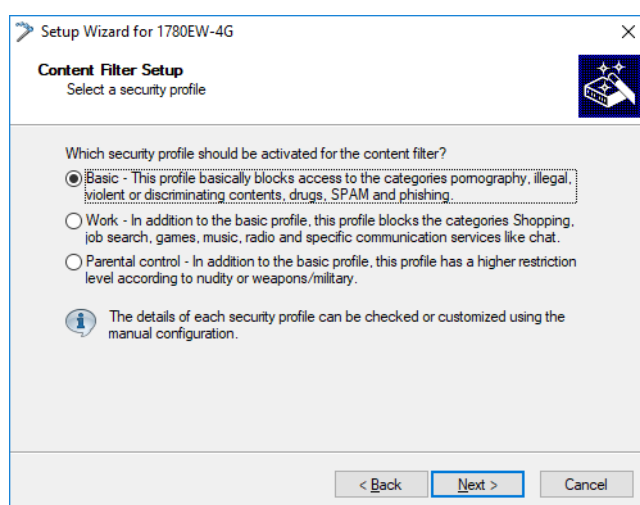 Setup Wizard for 1780EW-4G
Content Filter Setup
Select a security profile
Which security profile should be activated for the content filter?
Basic - This profile basically blocks access to the categories pornography, illegal,
violent or discriminating contents, drugs, SPAM and phishing.
Work - In addition to the basic profile, this profile blocks the categories Shopping,
job search, games, music, radio and specific communication services like chat.
Parental control - In addition to the basic profile, this profile has a higher restriction
level according to nudity or weapons/military.
The details of each security profile can be checked or customized using the
manual configuration.
< Back
Next >
Cancel